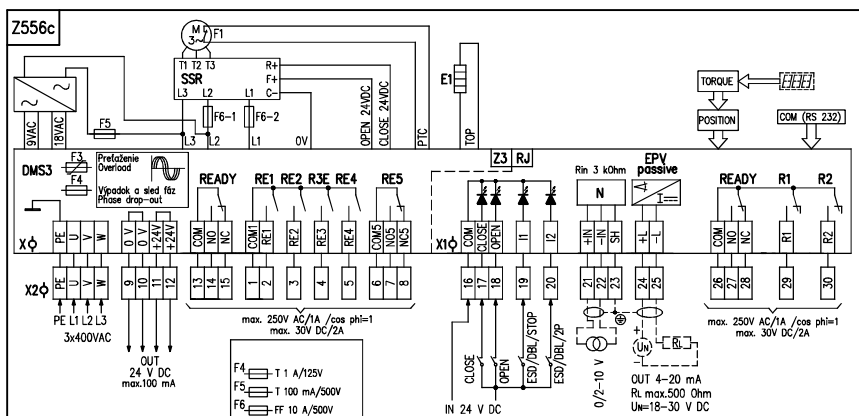 Z556c
M
3~
F1
T1 T2 T3
SSR
R+
F+
C−
L3 L2 L1
E1
TORQUE
POSITION
COM (RS 232)
9VAC
18VAC
F5
F6-1
F6-2
L3 L2 L1
0V
OPEN 24VDC
CLOSE 24VDC
PTC
TOP
DMS3
F3
F4
Preťaženie
Overload
Výpadok a sled fáz
Phase drop-out
READY
RE1 RE2 R3E RE4 RE5
Z3 RJ
Rin 3 kOhm
N
EPV
passive
I
READY
R1
R2
X
PE U V W
0 V
0 V
+24V
+24V
COM NO NC
COM1 RE1 RE2 RE3 RE4
COM5 NO5 NC5
X1
COM CLOSE OPEN I1 I2
+IN −IN SH
+L −L
COM NO NC R1 R2
X2
PE U V W
9 10 11 12
13 14 15
1 2 3 4 5
6 7 8
16 17 18 19 20
21 22 23
24 25
26 27 28 29 30
PE L1 L2 L3
3x400VAC
OUT
24 V DC
max.100 mA
max. 250V AC/1A /cos phi=1
max. 30V DC/2A
F4 T 1 A/125V
F5 T 100 mA/500V
F6 FF 10 A/500V
CLOSE
OPEN
ESD/DBL/STOP
ESD/DBL/2P
IN 24 V DC
0/2-10 V
+
UN
−
RL
OUT 4-20 mA
RL max.500 Ohm
UN=18-30 V DC
max. 250V AC/1A /cos phi=1
max. 30V DC/2A